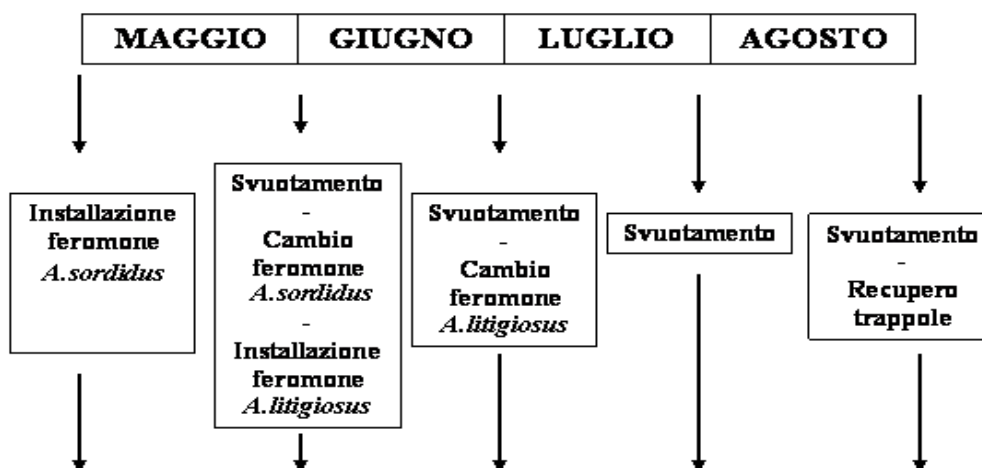 MAGGIO GIUGNO LUGLIO AGOSTO
Installazione
feromone
A.sordidus
Svuotamento
-
Cambio
feromone
A.sordidus
-
Installazione
feromone
A.litigiosus
Svuotamento
-
Cambio
feromone
A.litigiosus
Svuotamento
Svuotamento
-
Recupero
trappole